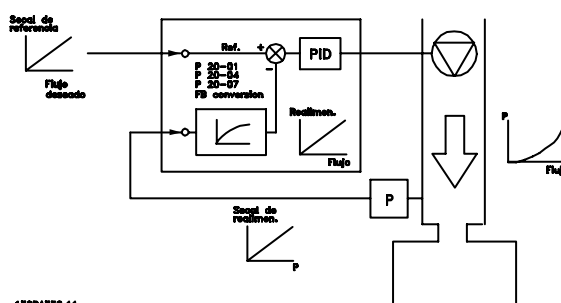 Señal de
referencia
Flujo
deseado
Ref.
+
-
PID
P 20-01
P 20-04
P 20-07
FB conversion
Realimen.
Flujo
P
Señal de
realimen.
P
P
Flujo